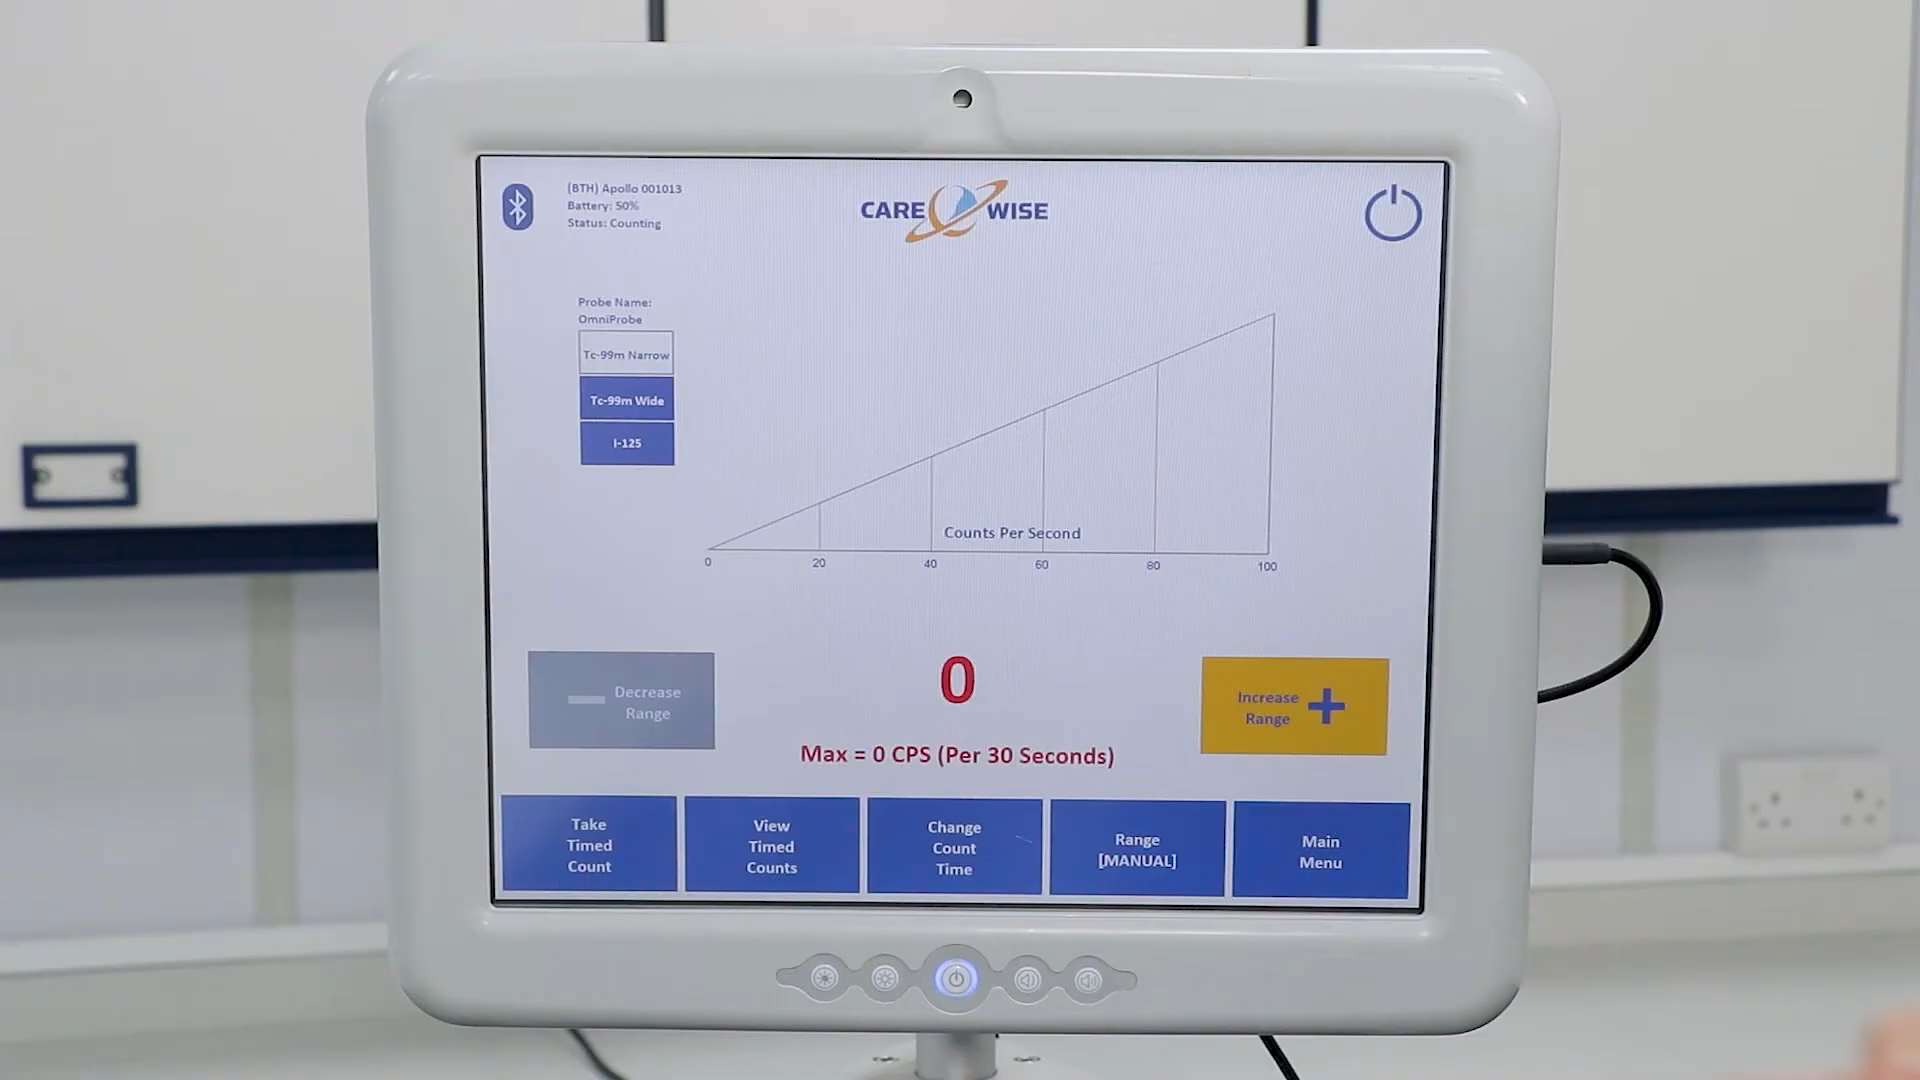 (BTH) Apollo 001013
Battery: 50%
Status: Counting
CARE WISE
Probe Name:
OmniProbe
Tc-99m Narrow
Tc-99m Wide
I-125
Counts Per Second
0 20 40 60 80 100
Decrease
Range
0
Increase
Range
Max = 0 CPS (Per 30 Seconds)
Take
Timed
Count
View
Timed
Counts
Change
Count
Time
Range
[MANUAL]
Main
Menu